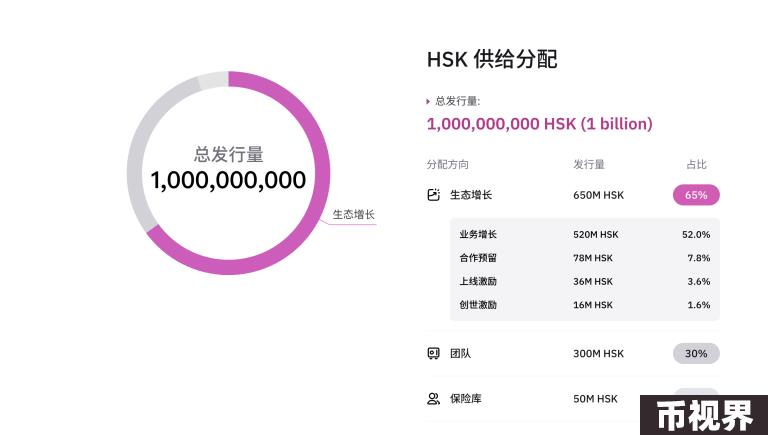 总发行量
1,000,000,000
生态增长
HSK 供给分配
总发行量:
1,000,000,000 HSK (1 billion)
分配方向 发行量 占比
生态增长 650M HSK 65%
业务增长 520M HSK 52.0%
合作预留 78M HSK 7.8%
上线激励 36M HSK 3.6%
创世激励 16M HSK 1.6%
团队 300M HSK 30%
保险库 50M HSK
币视界